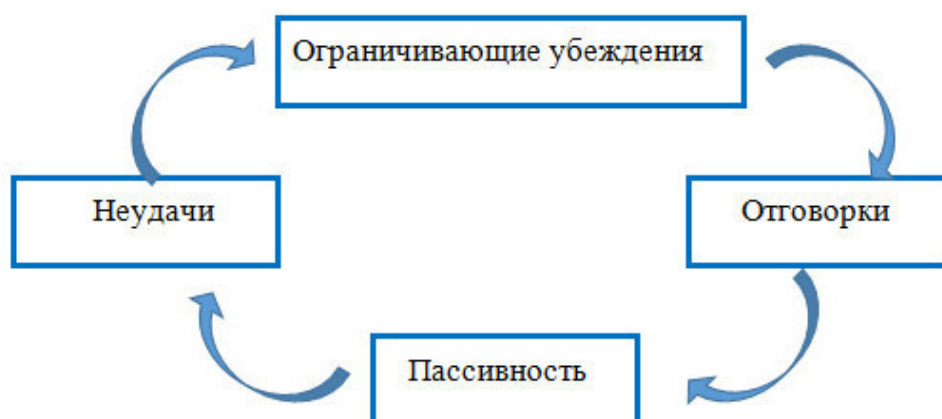 Ограничивающие убеждения
Неудачи
Отговорки
Пассивность